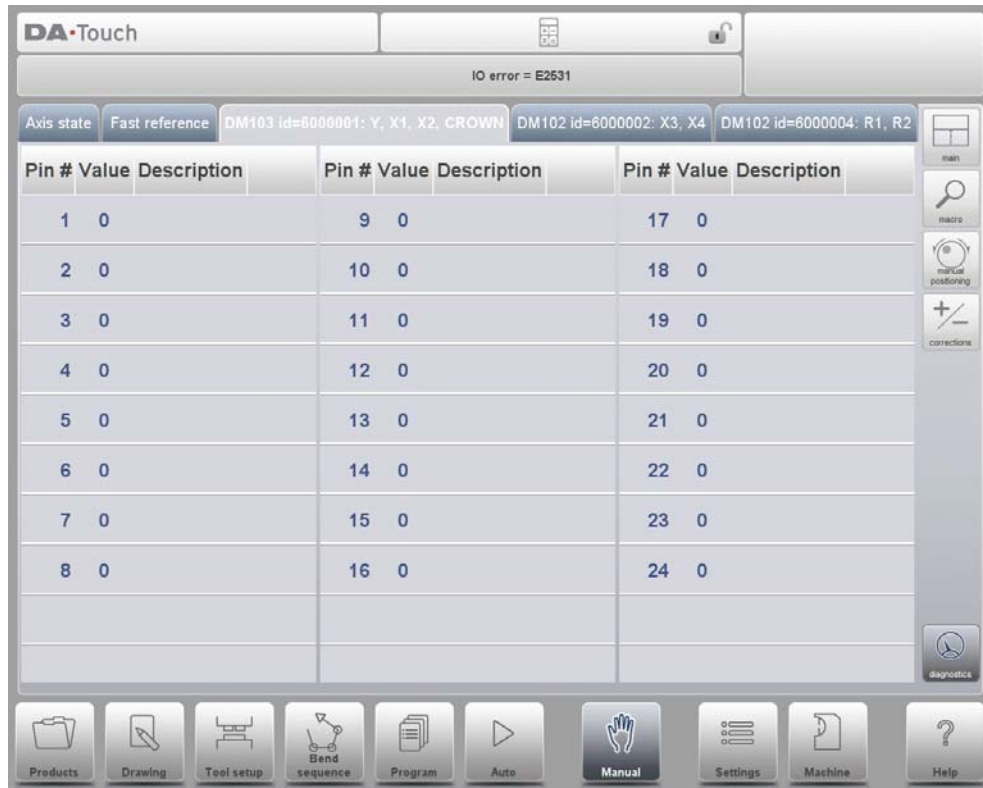 DA•Touch
IO error = E2531
Axis state Fast reference DM103 id=6000001: Y, X1, X2, CROWN DM102 id=6000002: X3, X4 DM102 id=6000004: R1, R2
Pin # Value Description Pin # Value Description Pin # Value Description
1 0 9 0 17 0
2 0 10 0 18 0
3 0 11 0 19 0
4 0 12 0 20 0
5 0 13 0 21 0
6 0 14 0 22 0
7 0 15 0 23 0
8 0 16 0 24 0
main
macro
manual
positioning
corrections
diagnostics
Products Drawing Tool setup Bend
sequence Program Auto Manual Settings Machine Help